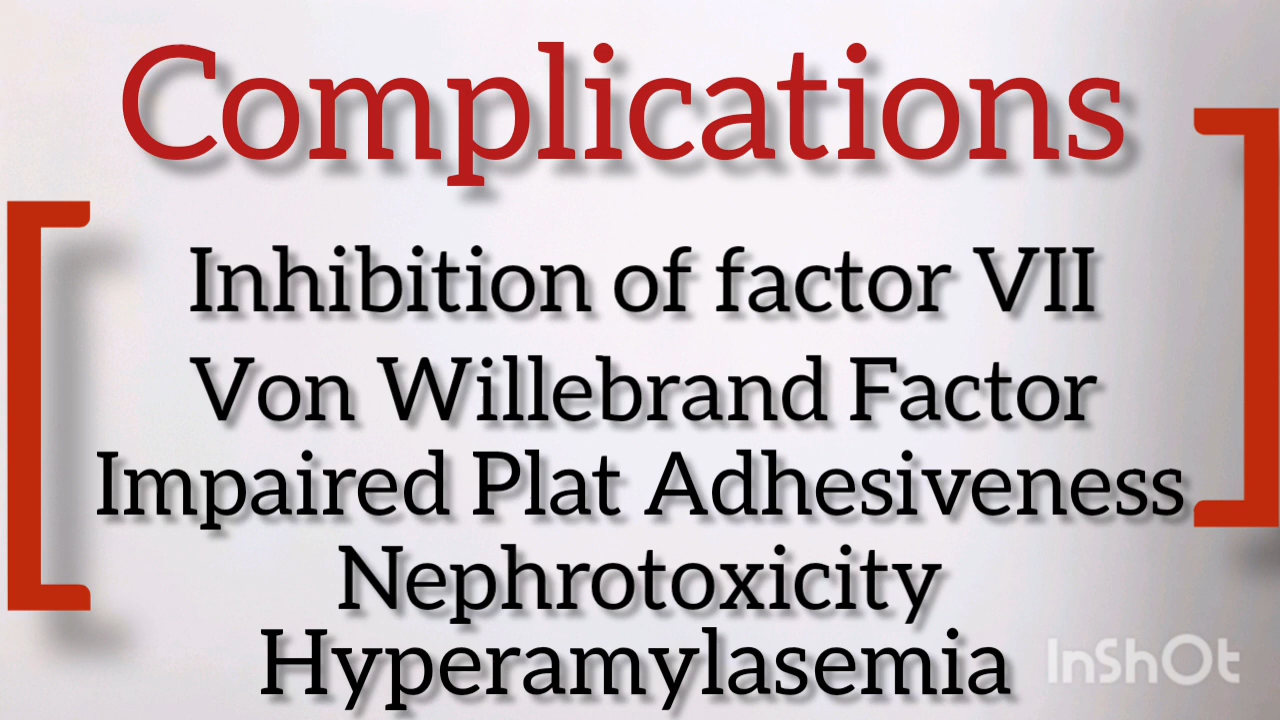 Complications
Inhibition of factor VII
Von Willebrand Factor
Impaired Plat Adhesiveness
Nephrotoxicity
Hyperamylasemia
InShOt